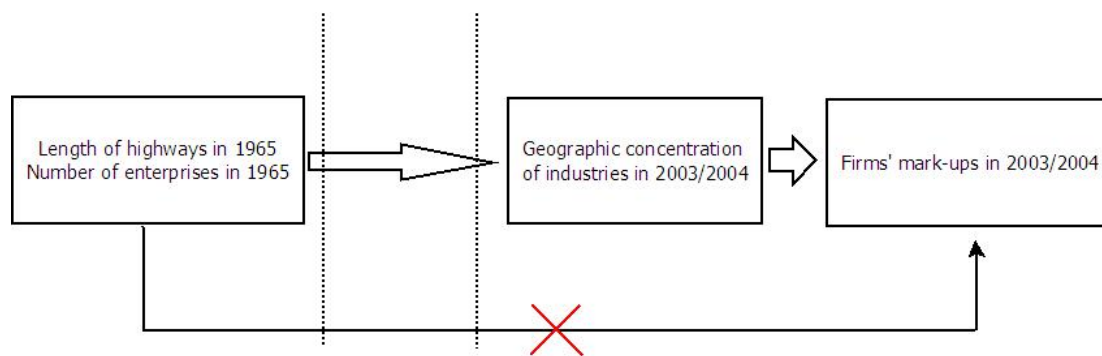 Length of highways in 1965
Number of enterprises in 1965
Geographic concentration
of industries in 2003/2004
Firms' mark-ups in 2003/2004